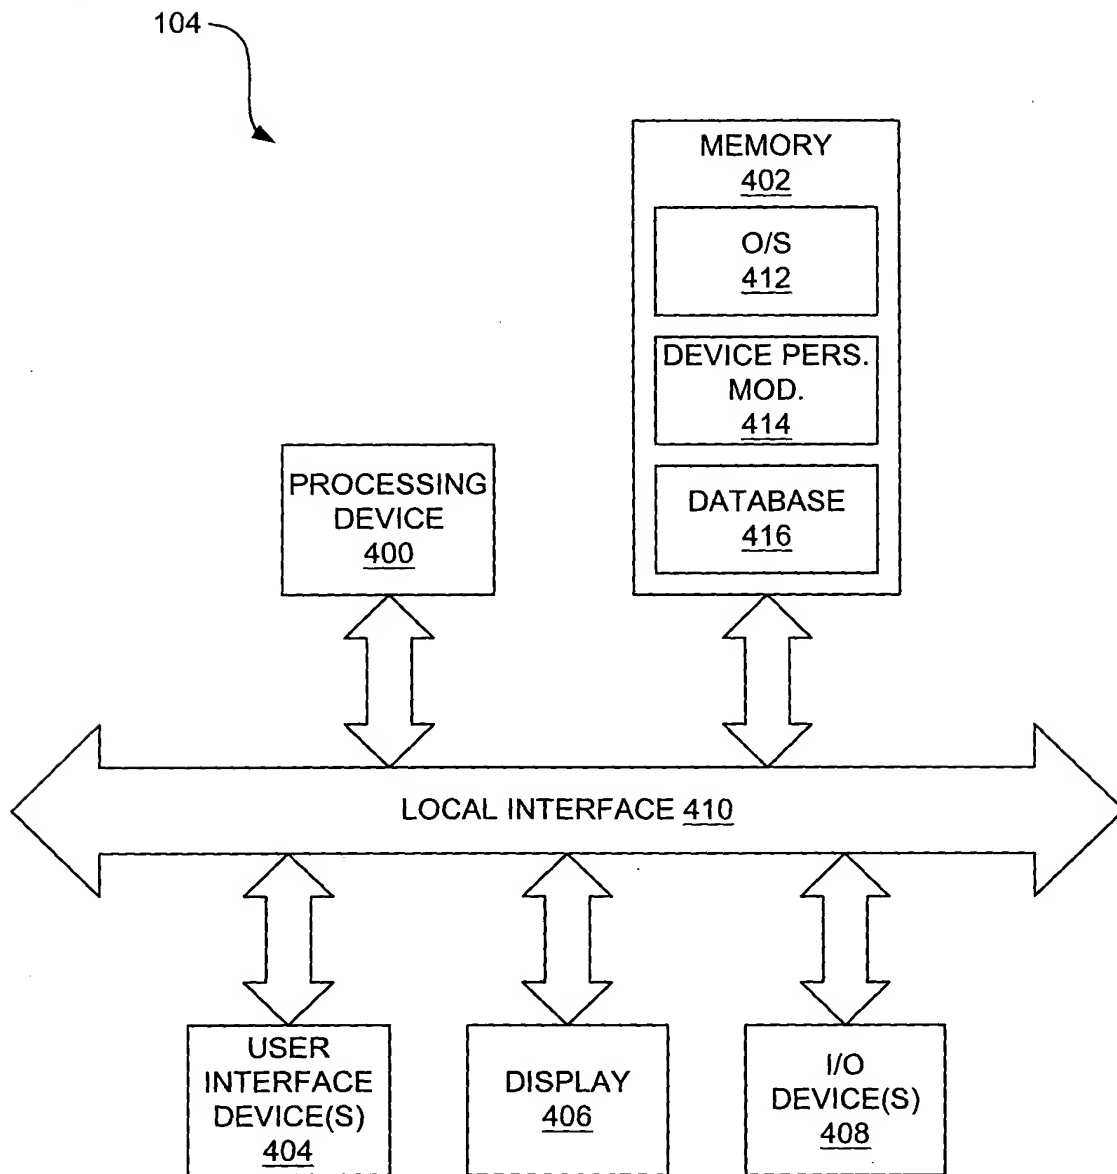 104
MEMORY
402
O/S
412
DEVICE PERS.
MOD.
414
DATABASE
416
PROCESSING
DEVICE
400
LOCAL INTERFACE 410
USER
INTERFACE
DEVICE(S)
404
DISPLAY
406
I/O
DEVICE(S)
408